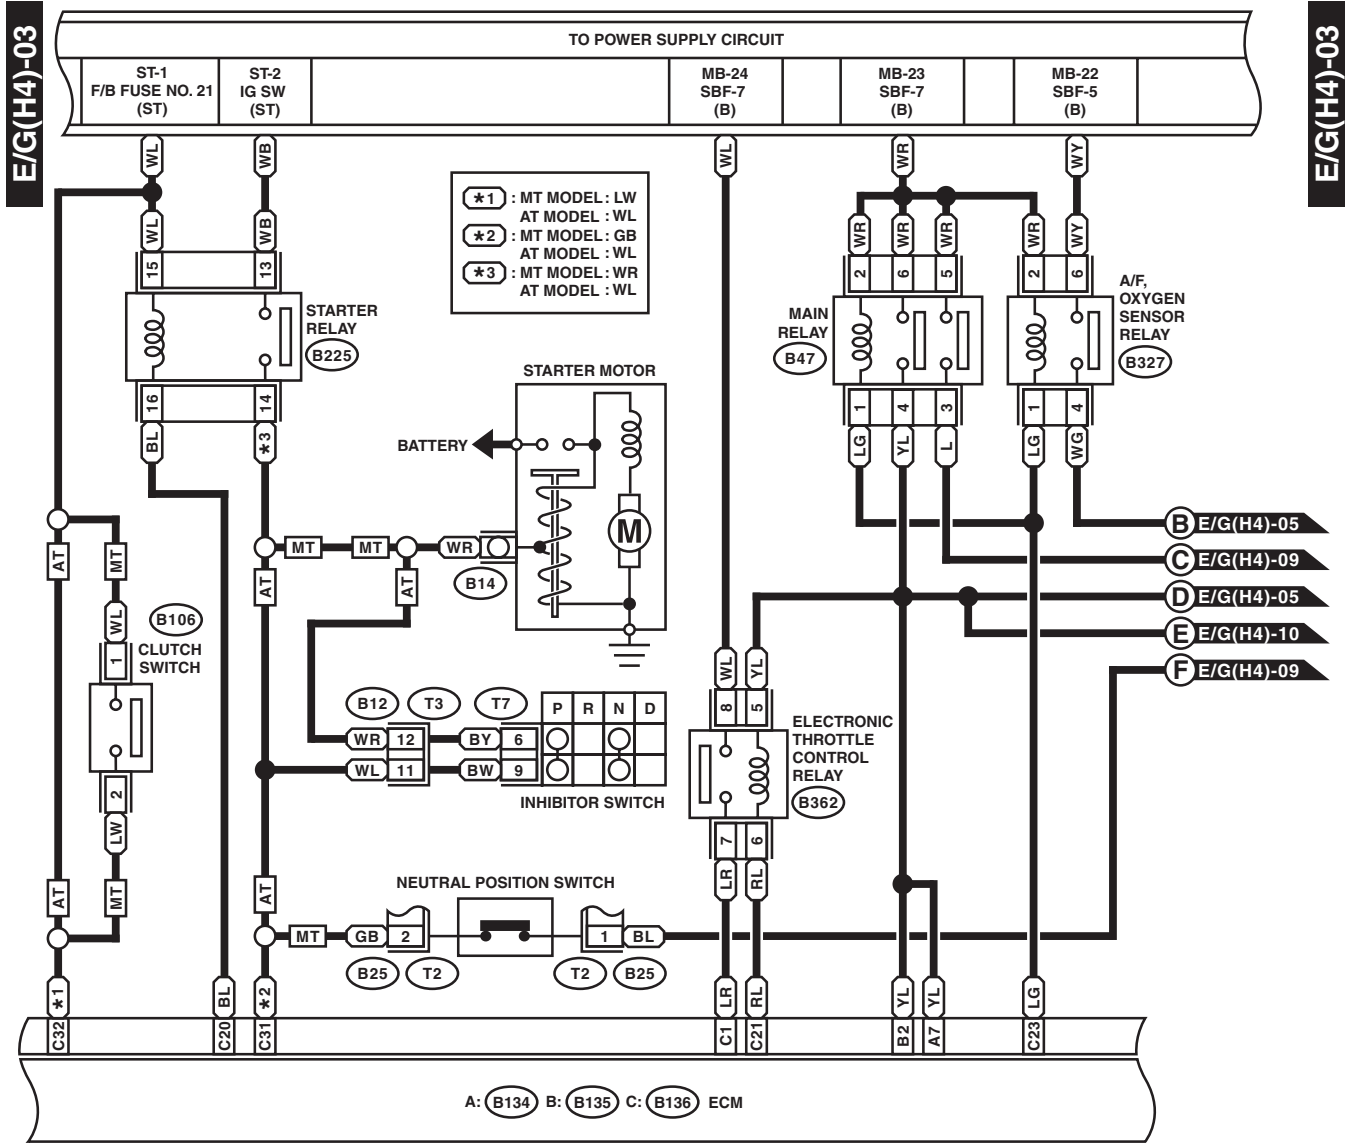 E/G(H4)-03
E/G(H4)-03
TO POWER SUPPLY CIRCUIT
ST-1
F/B FUSE NO. 21
(ST)
ST-2
IG SW
(ST)
MB-24
SBF-7
(B)
MB-23
SBF-7
(B)
MB-22
SBF-5
(B)
WL
WB
WL
WR
WY
*1 : MT MODEL : LW
AT MODEL : WL
*2 : MT MODEL : GB
AT MODEL : WL
*3 : MT MODEL : WR
AT MODEL : WL
WL
WB
WR
WR
WR
WR
WY
15
13
2
6
5
2
6
STARTER
RELAY
B225
MAIN
RELAY
B47
A/F,
OXYGEN
SENSOR
RELAY
B327
16
14
1
4
3
1
4
BL
*3
LG
YL
L
LG
WG
STARTER MOTOR
BATTERY
M
B E/G(H4)-05
C E/G(H4)-09
D E/G(H4)-05
E E/G(H4)-10
F E/G(H4)-09
MT
MT
WR
B14
AT
MT
AT
AT
WL
B106
CLUTCH
SWITCH
1
2
LW
AT
MT
B12
T3
T7
P R N D
WR 12 BY 6
WL 11 BW 9
INHIBITOR SWITCH
WL
YL
8
5
ELECTRONIC
THROTTLE
CONTROL
RELAY
B362
7
6
LR
RL
AT
NEUTRAL POSITION SWITCH
MT
GB 2
1 BL
B25
T2
T2
B25
*1
BL
*2
LR
RL
YL
YL
LG
C32
C20
C31
C1
C21
B2
A7
C23
A: B134 B: B135 C: B136 ECM